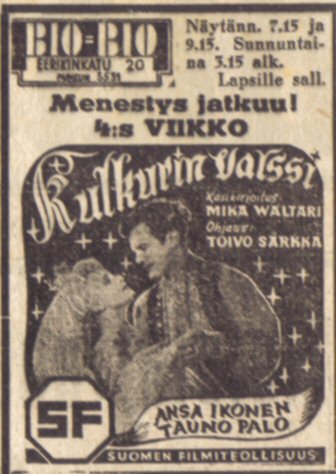 BIO=BIO
EERIKINKATU 20
PUHELIN 3531
Näytänn. 7.15 ja
9.15. Sunnuntai-
na 3.15 alk.
Lapsille sall.
Menestys jatkuu!
4:s VIIKKO
Kulkurin valssi
Käsikirjoitus:
MIKA WALTARI
Ohjaus:
TOIVO SÄRKKÄ
ANSA IKONEN
TAUNO PALO
SF
SUOMEN FILMITEOLLISUUS